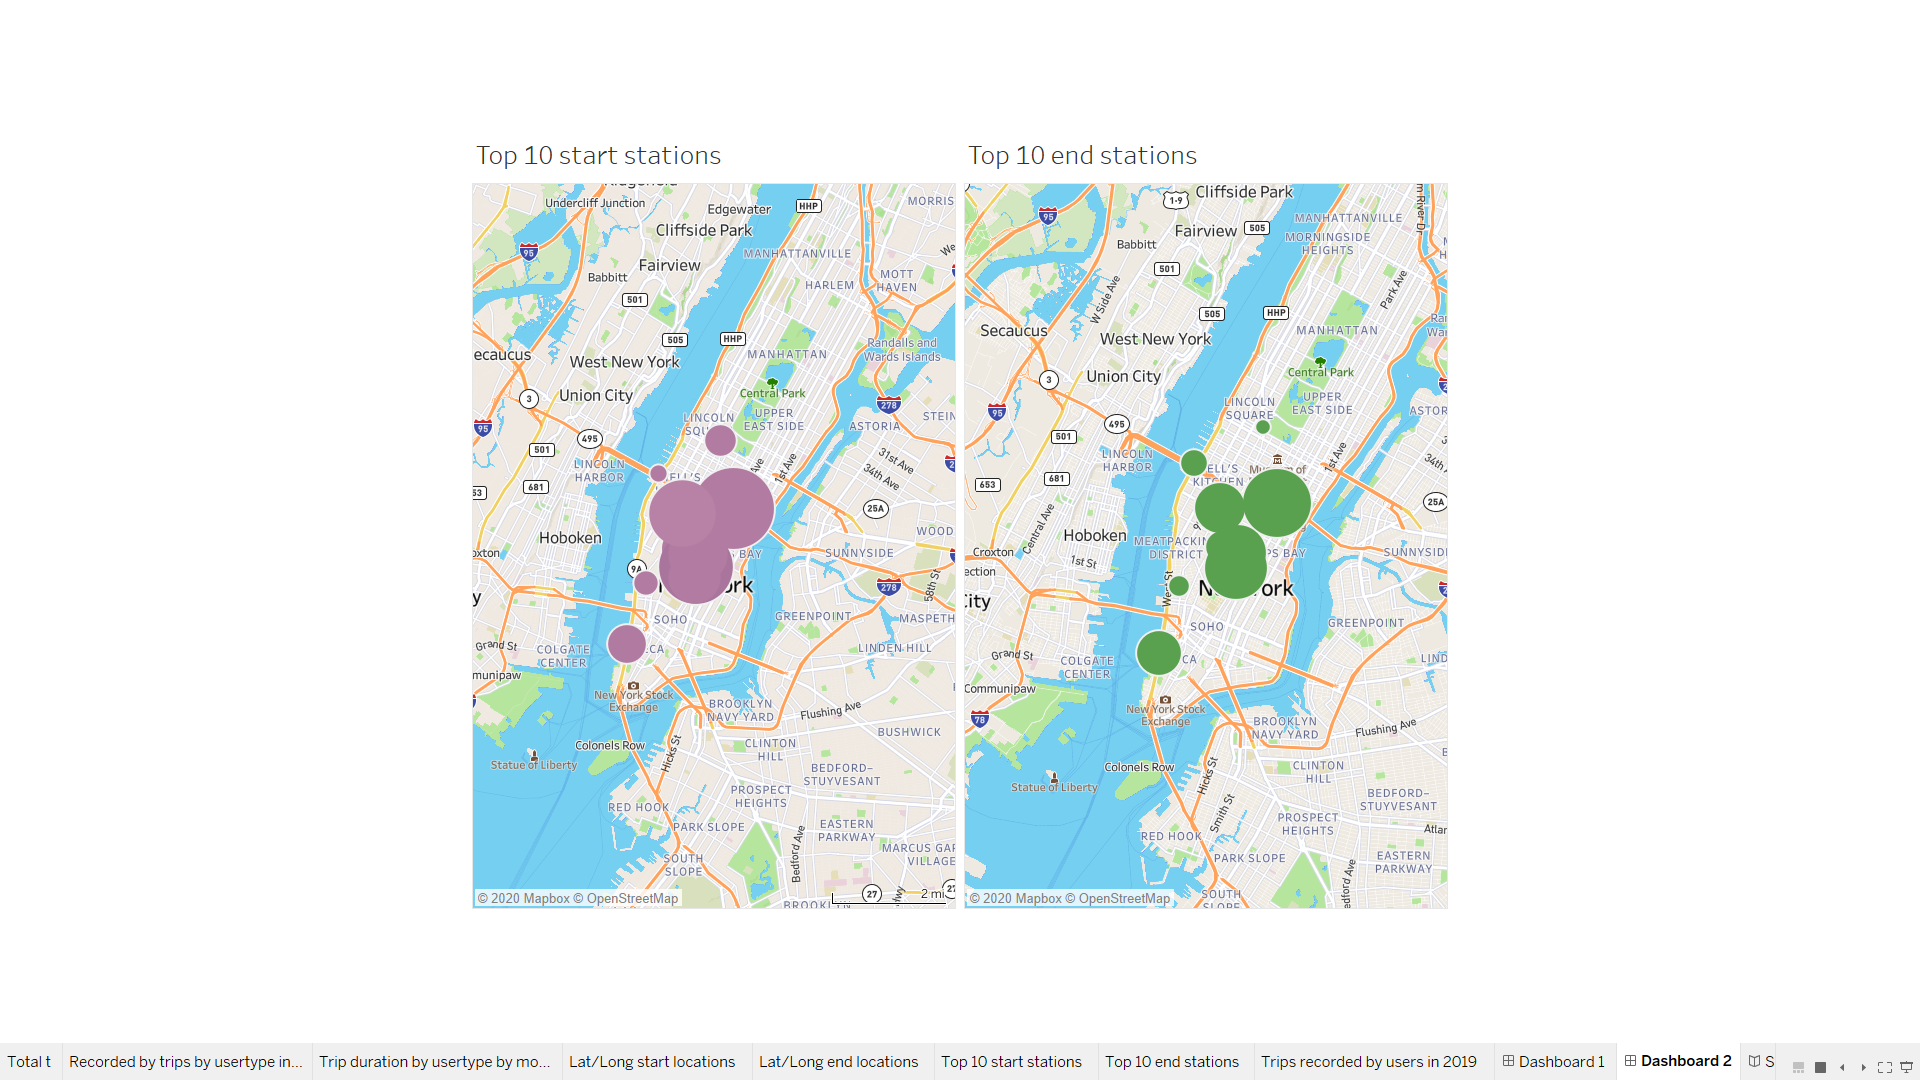 Top 10 start stations
Undercliff Junction
Edgewater
HHP
MORRIS
Cliffside Park
MANHATTANVILLE
95
Fairview
Babbitt
MOTT
HAVEN
HARLEM
501
505
HHP
Randalls and
Wards Islands
ecaucus
West New York
MANHATTAN
Union City
Central Park
3
278
LINCOLN
UPPER
EAST SIDE
STEIN
95
495
ASTORIA
501
31st Ave
34th Ave
LINCOLN
HARBOR
681
53
1st Ave
25A
Hoboken
BAY
WOOD
SUNNYSIDE
oxton
9A
278
58th St
ork
y
SOHO
GREENPOINT
MASPETH
Grand St
COLGATE
CENTER
CA
LINDEN HILL
munipaw
New York Stock
Exchange
BROOKLYN
NAVY YARD
Flushing Ave
BUSHWICK
Colonels Row
Hicks St
CLINTON
HILL
Statue of Liberty
BEDFORD–
STUYVESANT
PROSPECT
HEIGHTS
RED HOOK
PARK SLOPE
EASTERN
PARKWAY
Bedford Ave
MARCUS GAR
VILLAGE
SOUTH
SLOPE
27
2 mi
© 2020 Mapbox © OpenStreetMap
Top 10 end stations
Cliffside Park
1-9
95
MANHATTANVILLE
Fairview
505
MORNINGSIDE
HEIGHTS
Babbitt
501
W Side Ave
Park Ave
505
HHP
Secaucus
MANHATTAN
West New York
Central Park
3
Union City
95
LINCOLN
SQUARE
UPPER
EAST SIDE
ASTOR
495
501
LINCOLN
HARBOR
ELL'S
KITCHEN
1st Ave
653
681
25A
Central Ave
Hoboken
MEATPACKIN
DISTRICT
PS BAY
SUNNYSID
Croxton
1st St
ection
West St
N
ork
City
SOHO
GREENPOINT
Grand St
COLGATE
CENTER
CA
LIND
Communipaw
New York Stock
Exchange
78
BROOKLYN
NAVY YARD
Flushing Ave
Colonels Row
Hicks St
CLINTON
HILL
Statue of Liberty
Smith St
BEDFORD–
STUYVESANT
PROSPECT
HEIGHTS
RED HOOK
Atlar
PARK SLOPE
EASTERN
PARKWAY
SOUTH
© 2020 Mapbox © OpenStreetMap
Total t
Recorded by trips by usertype in...
Trip duration by usertype by mo...
Lat/Long start locations
Lat/Long end locations
Top 10 start stations
Top 10 end stations
Trips recorded by users in 2019
Dashboard 1
Dashboard 2
S